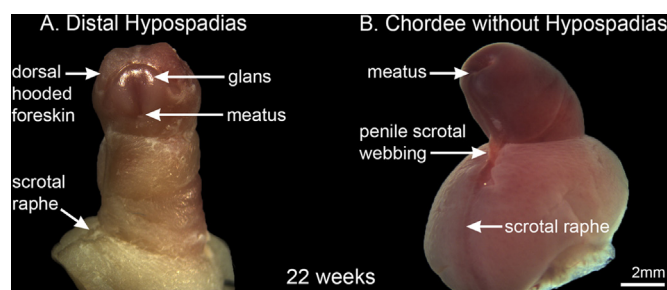 A. Distal Hypospadias
B. Chordee without Hypospadias
dorsal
hooded
foreskin
glans
meatus
scrotal
raphe
meatus
penile scrotal
webbing
scrotal raphe
22 weeks
2mm